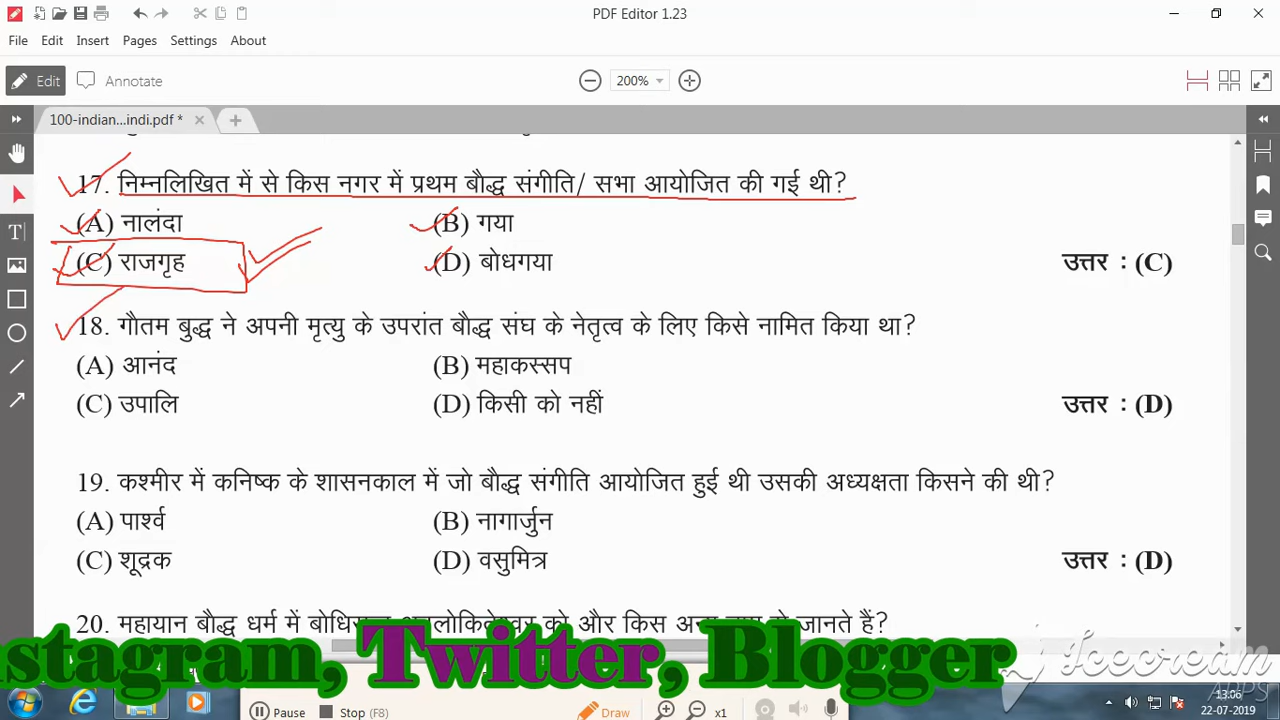 PDF Editor 1.23
File Edit Insert Pages Settings About
Edit Annotate 200%
100-indian...indi.pdf *
17. निम्नलिखित में से किस नगर में प्रथम बौद्ध संगीति/ सभा आयोजित की गई थी?
(A) नालंदा (B) गया
(C) राजगृह (D) बोधगया उत्तर : (C)
18. गौतम बुद्ध ने अपनी मृत्यु के उपरांत बौद्ध संघ के नेतृत्व के लिए किसे नामित किया था?
(A) आनंद (B) महाकस्सप
(C) उपालि (D) किसी को नहीं उत्तर : (D)
19. कश्मीर में कनिष्क के शासनकाल में जो बौद्ध संगीति आयोजित हुई थी उसकी अध्यक्षता किसने की थी?
(A) पार्श्व (B) नागार्जुन
(C) शूद्रक (D) वसुमित्र उत्तर : (D)
20. महायान बौद्ध धर्म में और किस जानते हैं?
stagram, Twitter, Blogger
Icecream
APPS
Pause Stop (F8) Draw x1
13:06
22-07-2019